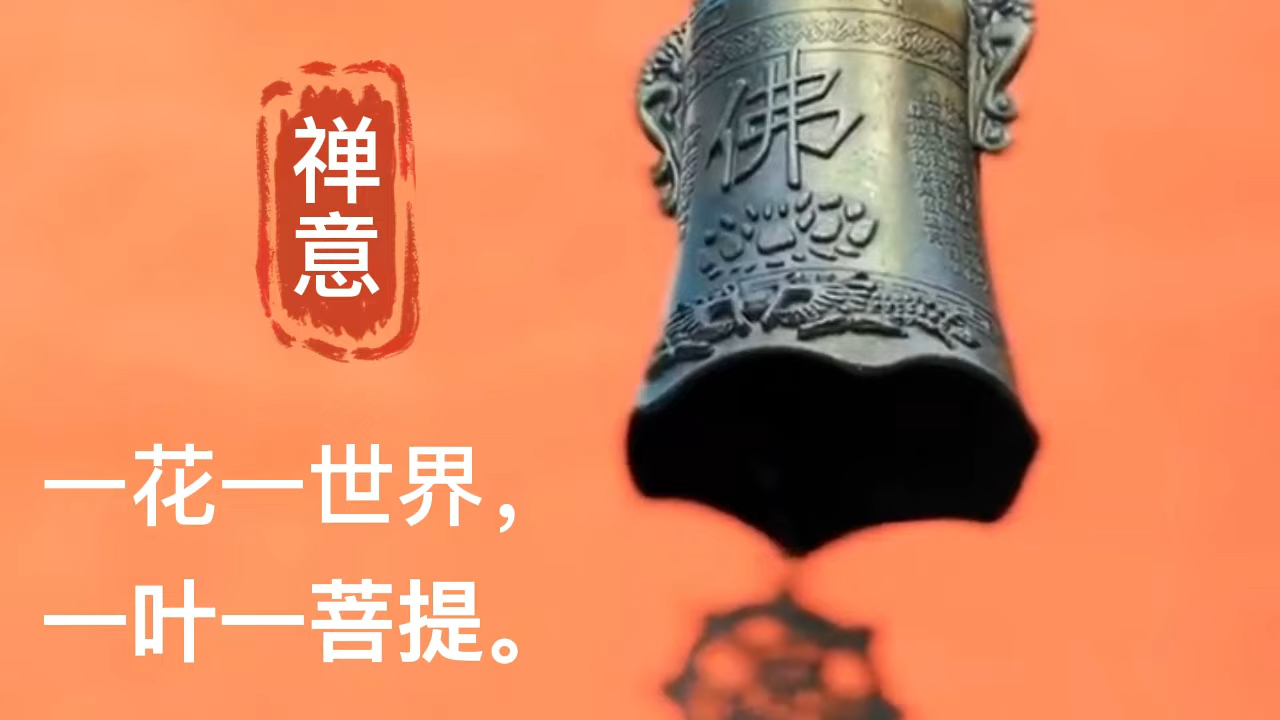 禅意
佛
一花一世界，
一叶一菩提。